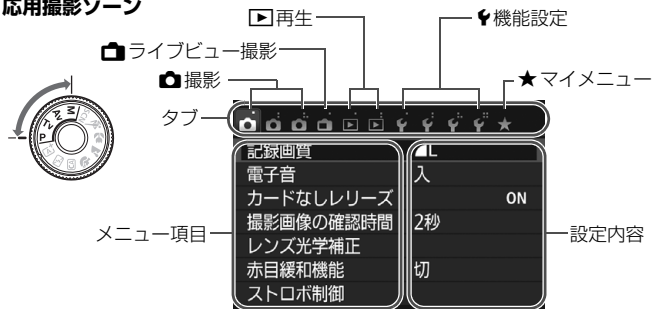 応用撮影ゾーン
再生
機能設定
ライブビュー撮影
撮影
マイメニュー
タブ
M
Av
Tv
P
記録画質 L
電子音 入
カードなしレリーズ ON
撮影画像の確認時間 2秒
レンズ光学補正
赤目緩和機能 切
ストロボ制御
メニュー項目
設定内容